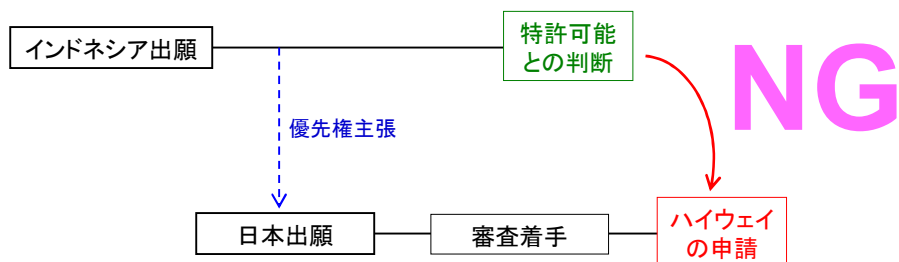 インドネシア出願
特許可能
との判断
NG
優先権主張
日本出願
審査着手
ハイウェイ
の申請